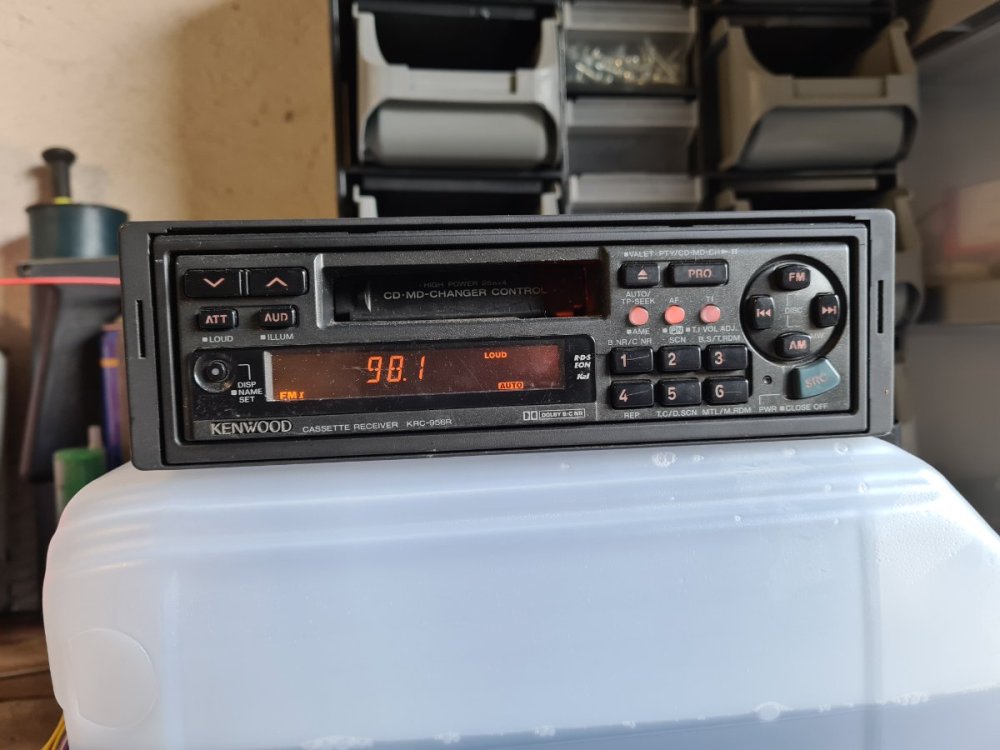 HIGH POWER
CD·MD-CHANGER CONTROL
ATT
AUD
■LOUD
■ILLUM
DISP
■NAME
SET
98.1
LOUD
FM I
AUTO
R·D·S
EON
KENWOOD
CASSETTE RECEIVER KRC-958R
DOLBY B·C NR
■VALET PTY/CD·MD·CH
PRO
AUTO/
TP-SEEK
AF
TI
■AME
■PN
■T.I VOL ADJ.
B NR/C NR
SCN
B.S/T.RDM
1
2
3
4
5
6
REP
T.C/D.SCN
MTL/M.RDM
FM
DISC
AM
SRC
PWR ■CLOSE OFF